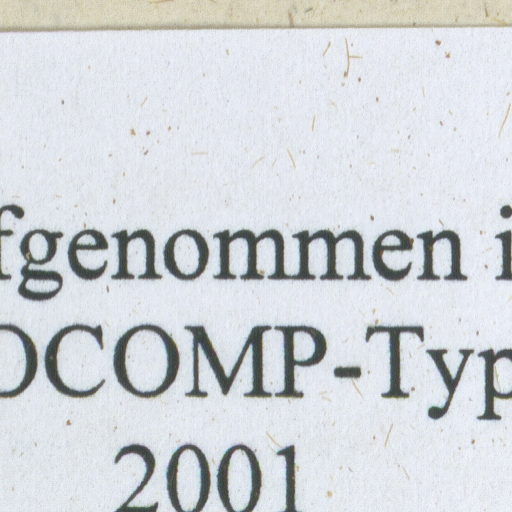 fgenommen i
OCOMP-Typ
2001